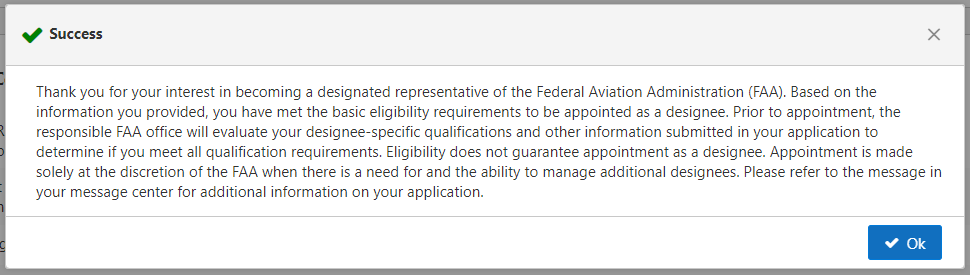 Success
Thank you for your interest in becoming a designated representative of the Federal Aviation Administration (FAA). Based on the
information you provided, you have met the basic eligibility requirements to be appointed as a designee. Prior to appointment, the
responsible FAA office will evaluate your designee-specific qualifications and other information submitted in your application to
determine if you meet all qualification requirements. Eligibility does not guarantee appointment as a designee. Appointment is made
solely at the discretion of the FAA when there is a need for and the ability to manage additional designees. Please refer to the message in
your message center for additional information on your application.
Ok